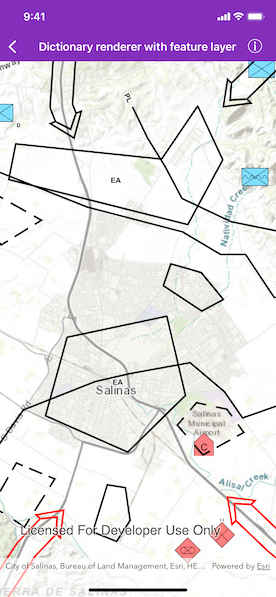 9:41
Dictionary renderer with feature layer
PL
D
EA
Natividad Creek
EA
Salinas
Salinas
Municipal
Airport
C
Alisal Creek
Licensed For Developer Use Only
City of Salinas, Bureau of Land Management, Esri, HE... Powered by Esri
SIERRA DE SALINAS